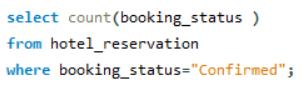 select count(booking_status )
from hotel_reservation
where booking_status="Confirmed";